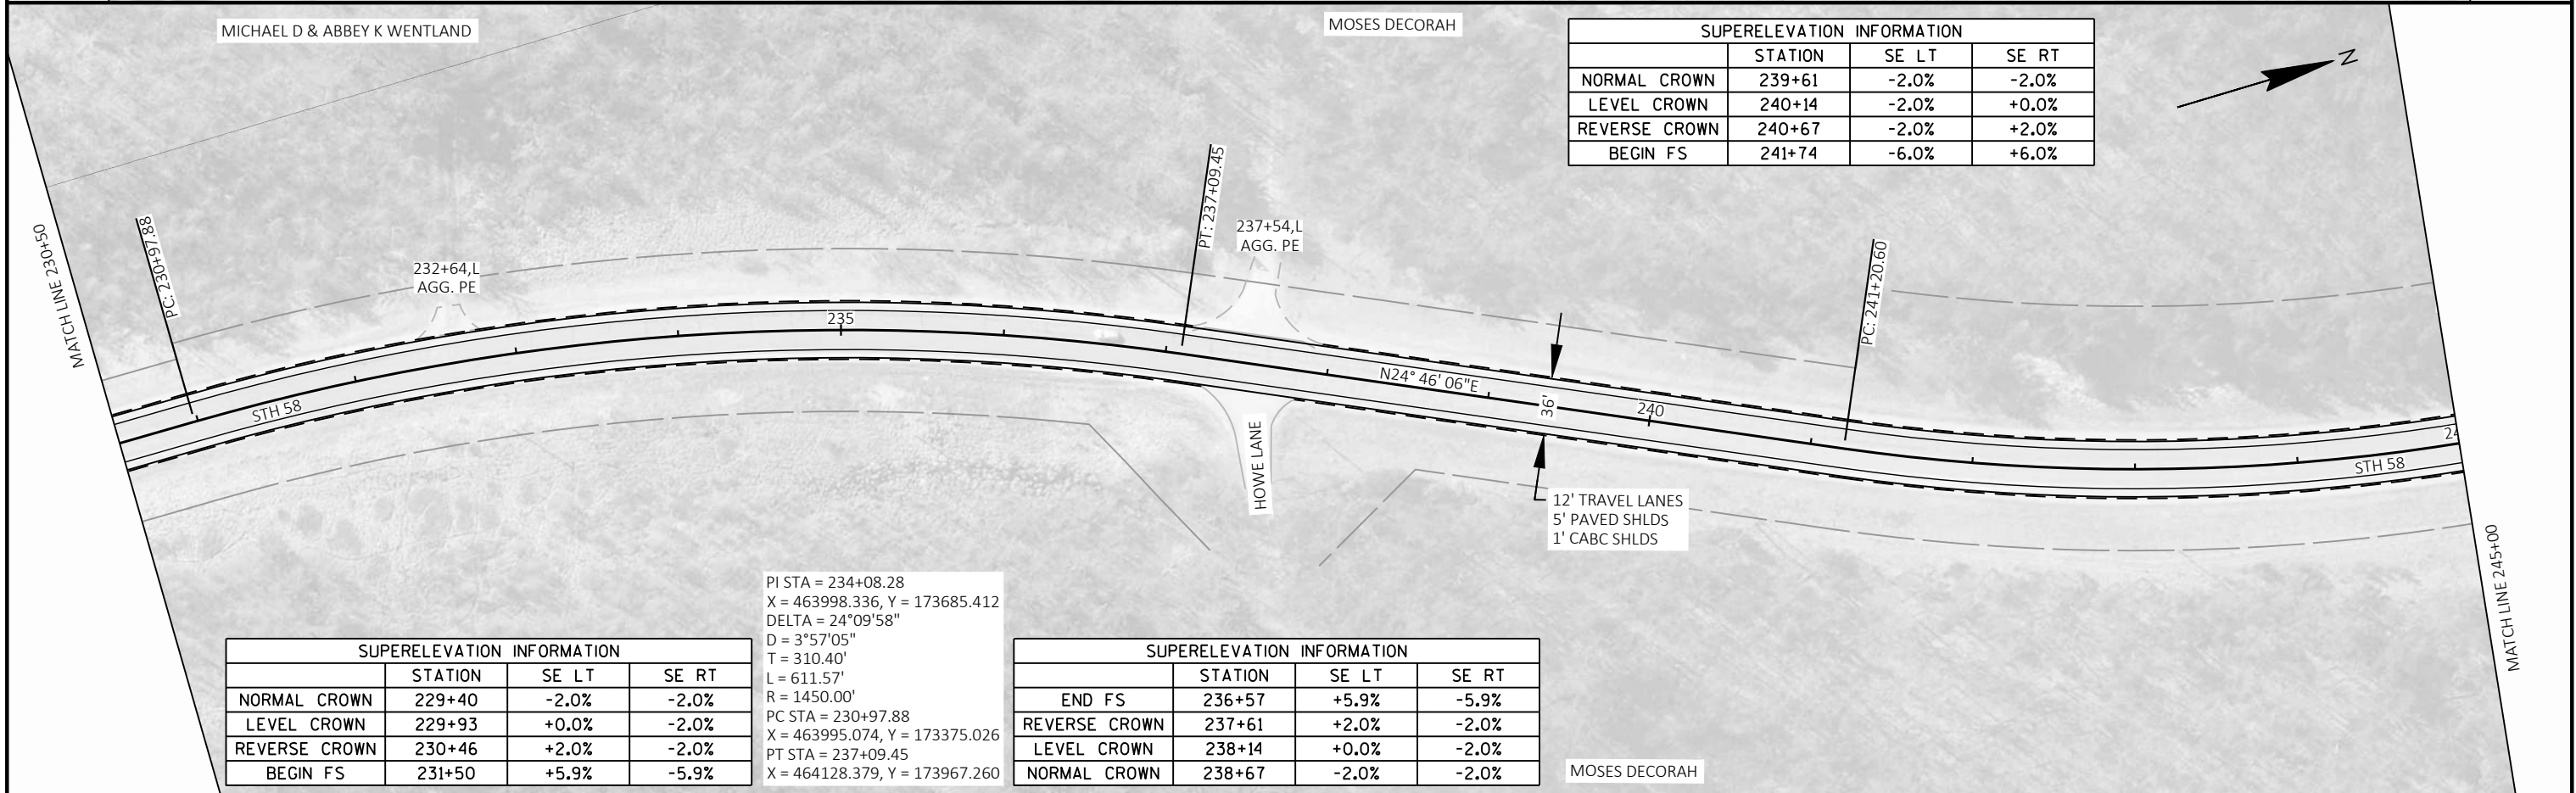 MICHAEL D & ABBEY K WENTLAND
MOSES DECORAH
SUPERELEVATION INFORMATION
STATION SE LT SE RT
NORMAL CROWN 239+61 -2.0% -2.0%
LEVEL CROWN 240+14 -2.0% +0.0%
REVERSE CROWN 240+67 -2.0% +2.0%
BEGIN FS 241+74 -6.0% +6.0%
N
MATCH LINE 230+50
PC: 230+97.88
232+64,L
AGG. PE
235
PT: 237+09.45
237+54,L
AGG. PE
PC: 241+20.60
STH 58
N24° 46' 06"E
36'
240
24
STH 58
HOWE LANE
12' TRAVEL LANES
5' PAVED SHLDS
1' CABC SHLDS
MATCH LINE 245+00
SUPERELEVATION INFORMATION
STATION SE LT SE RT
NORMAL CROWN 229+40 -2.0% -2.0%
LEVEL CROWN 229+93 +0.0% -2.0%
REVERSE CROWN 230+46 +2.0% -2.0%
BEGIN FS 231+50 +5.9% -5.9%
PI STA = 234+08.28
X = 463998.336, Y = 173685.412
DELTA = 24°09'58"
D = 3°57'05"
T = 310.40'
L = 611.57'
R = 1450.00'
PC STA = 230+97.88
X = 463995.074, Y = 173375.026
PT STA = 237+09.45
X = 464128.379, Y = 173967.260
SUPERELEVATION INFORMATION
STATION SE LT SE RT
END FS 236+57 +5.9% -5.9%
REVERSE CROWN 237+61 +2.0% -2.0%
LEVEL CROWN 238+14 +0.0% -2.0%
NORMAL CROWN 238+67 -2.0% -2.0%
MOSES DECORAH